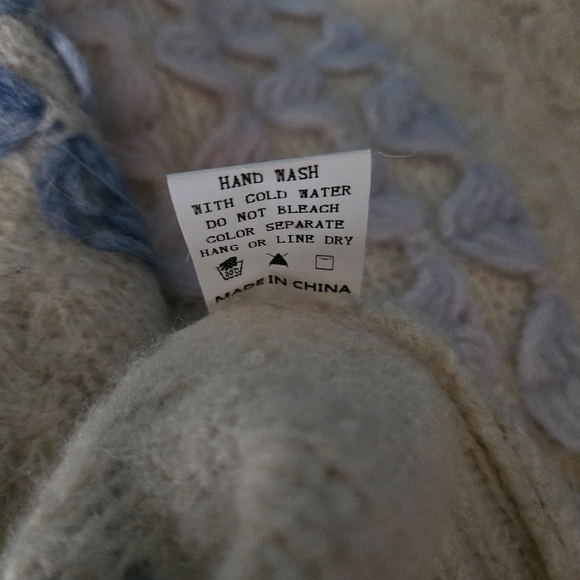 HAND WASH
WITH COLD WATER
DO NOT BLEACH
COLOR SEPARATE
HANG OR LINE DRY
MADE IN CHINA